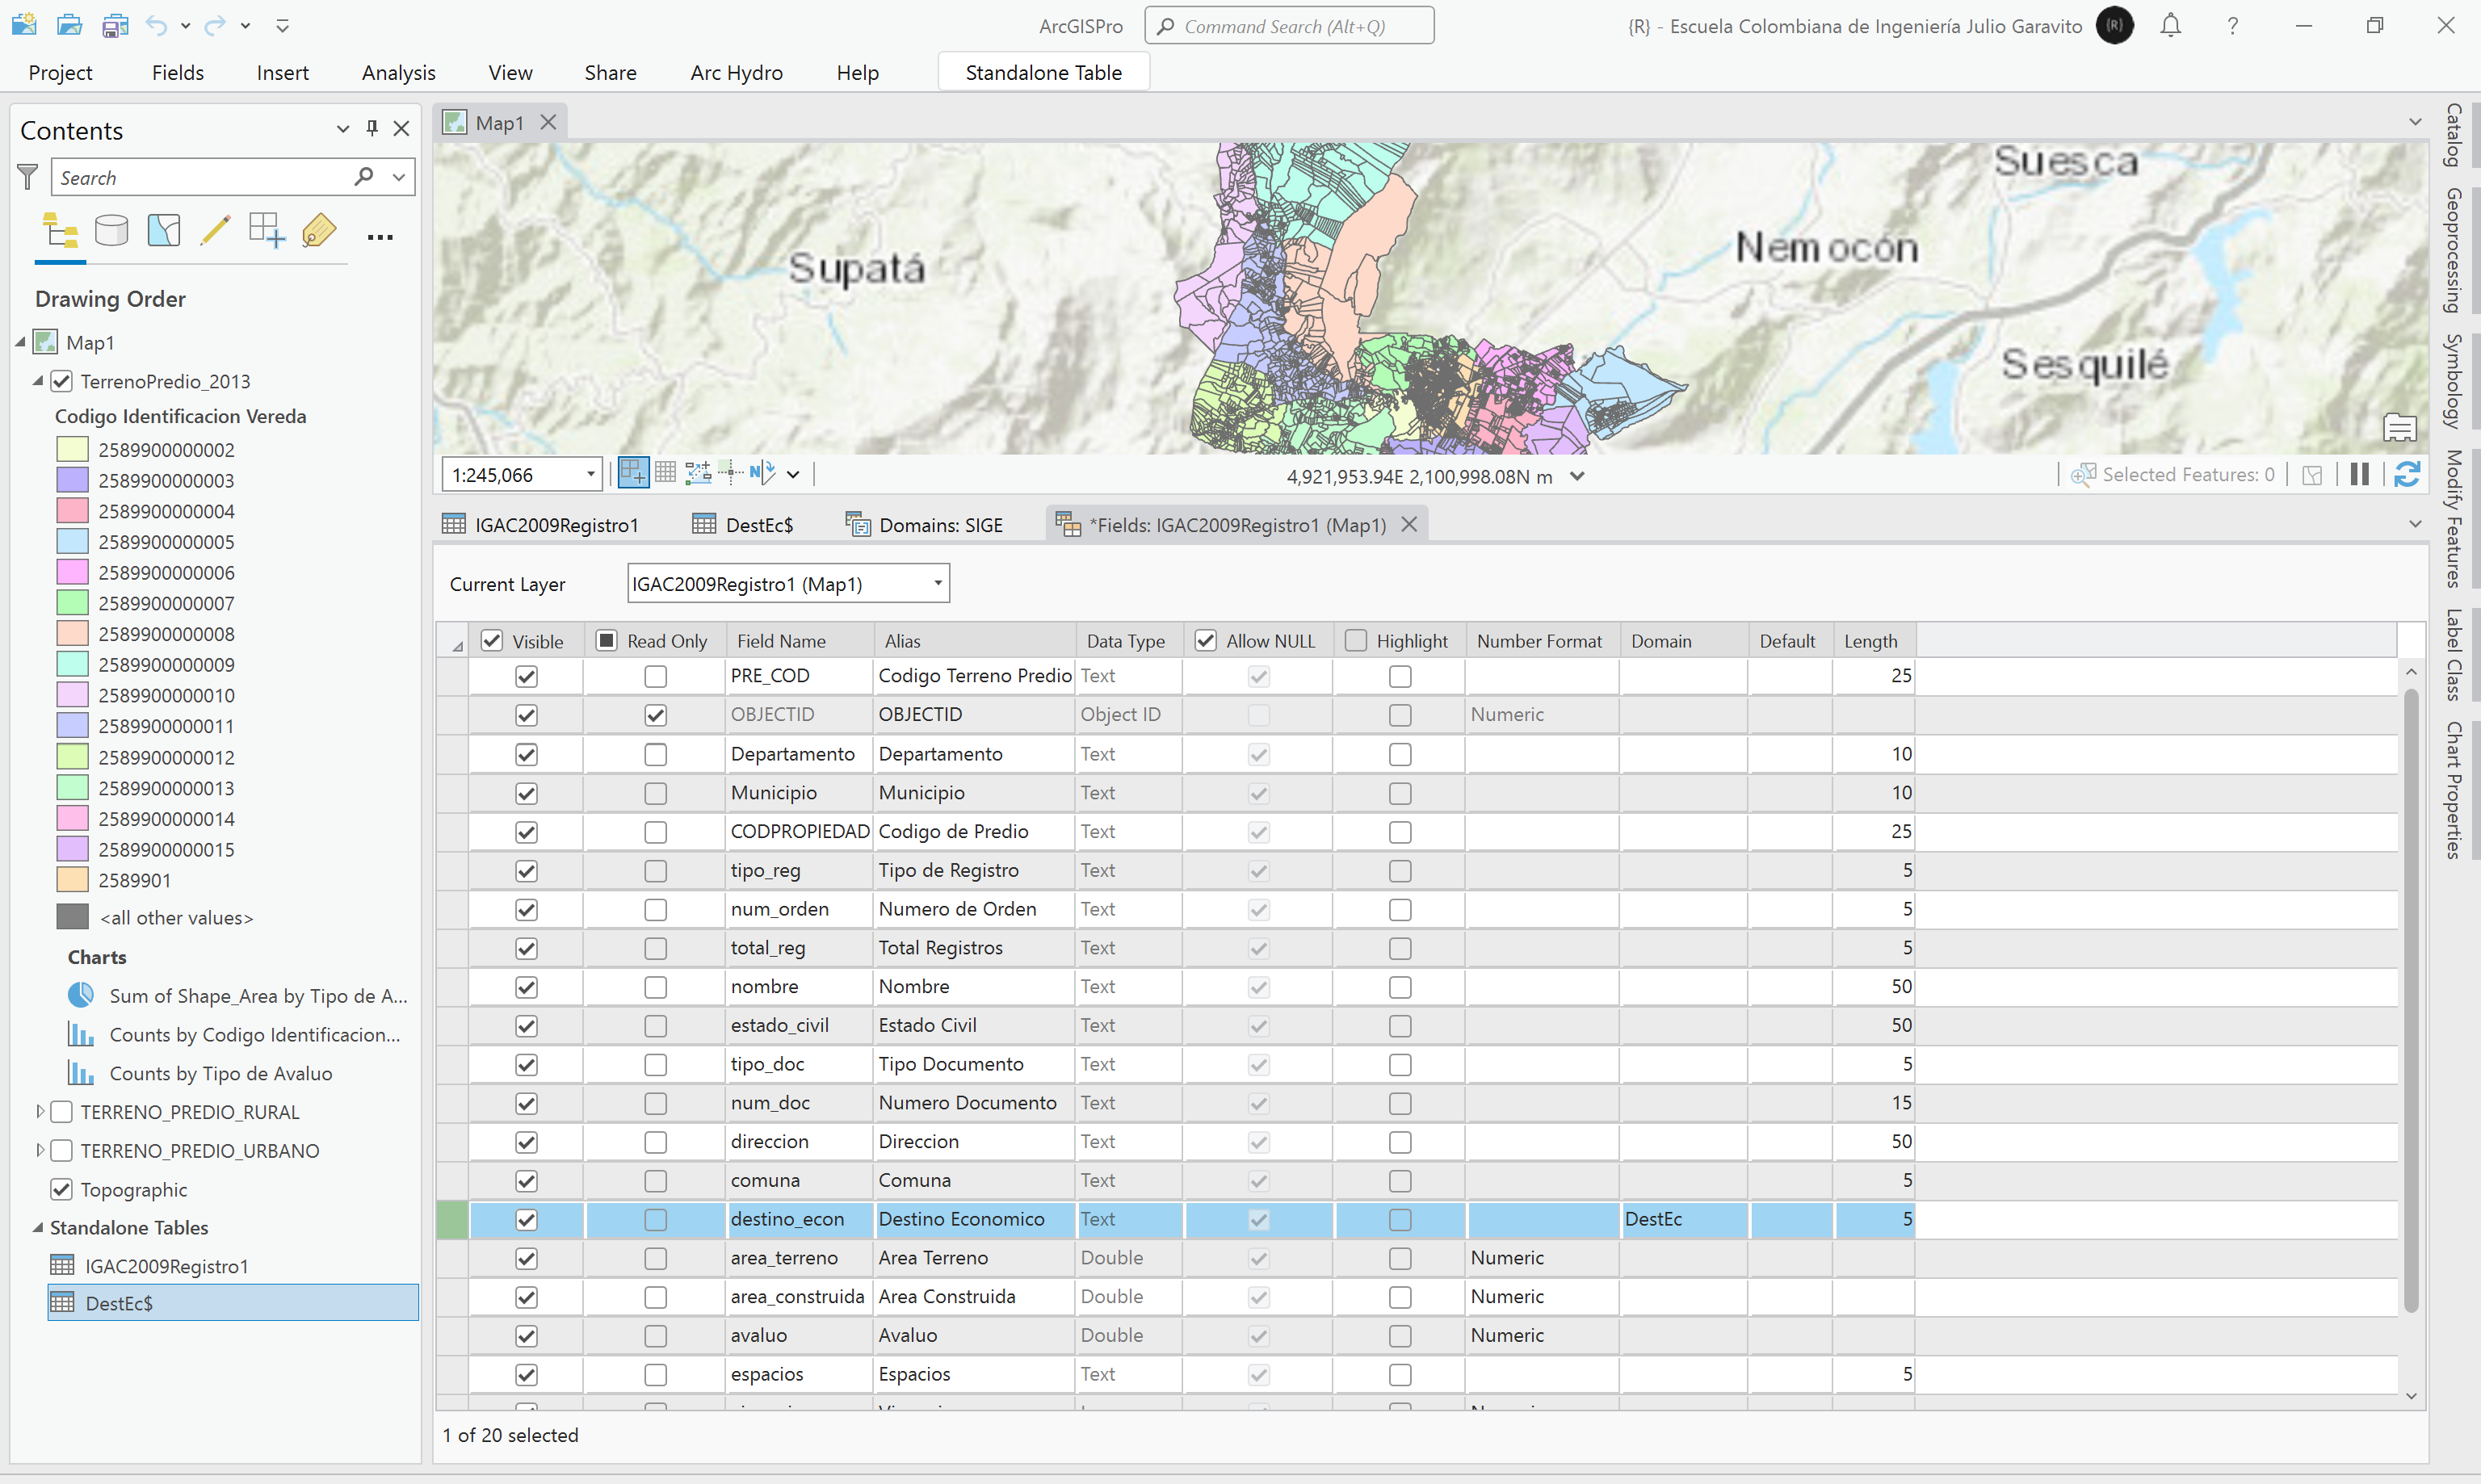 ArcGISPro
Command Search (Alt+Q)
{R} - Escuela Colombiana de Ingeniería Julio Garavito
{R}
?
Project Fields Insert Analysis View Share Arc Hydro Help Standalone Table
Contents
Search
Drawing Order
Map1
TerrenoPredio_2013
Codigo Identificacion Vereda
2589900000002
2589900000003
2589900000004
2589900000005
2589900000006
2589900000007
2589900000008
2589900000009
2589900000010
2589900000011
2589900000012
2589900000013
2589900000014
2589900000015
2589901
<all other values>
Charts
Sum of Shape_Area by Tipo de A...
Counts by Codigo Identificacion...
Counts by Tipo de Avaluo
TERRENO_PREDIO_RURAL
TERRENO_PREDIO_URBANO
Topographic
Standalone Tables
IGAC2009Registro1
DestEc$
Map1
Suesca
Nemocón
Supatá
Sesquilé
1:245,066
N
4,921,953.94E 2,100,998.08N m
Selected Features: 0
IGAC2009Registro1 DestEc$ Domains: SIGE *Fields: IGAC2009Registro1 (Map1)
Current Layer IGAC2009Registro1 (Map1)
Visible Read Only Field Name Alias Data Type Allow NULL Highlight Number Format Domain Default Length
PRE_COD Codigo Terreno Predio Text 25
OBJECTID OBJECTID Object ID Numeric
Departamento Departamento Text 10
Municipio Municipio Text 10
CODPROPIEDAD Codigo de Predio Text 25
tipo_reg Tipo de Registro Text 5
num_orden Numero de Orden Text 5
total_reg Total Registros Text 5
nombre Nombre Text 50
estado_civil Estado Civil Text 50
tipo_doc Tipo Documento Text 5
num_doc Numero Documento Text 15
direccion Direccion Text 50
comuna Comuna Text 5
destino_econ Destino Economico Text DestEc 5
area_terreno Area Terreno Double Numeric
area_construida Area Construida Double Numeric
avaluo Avaluo Double Numeric
espacios Espacios Text 5
1 of 20 selected
Catalog
Geoprocessing
Symbology
Modify Features
Label Class
Chart Properties